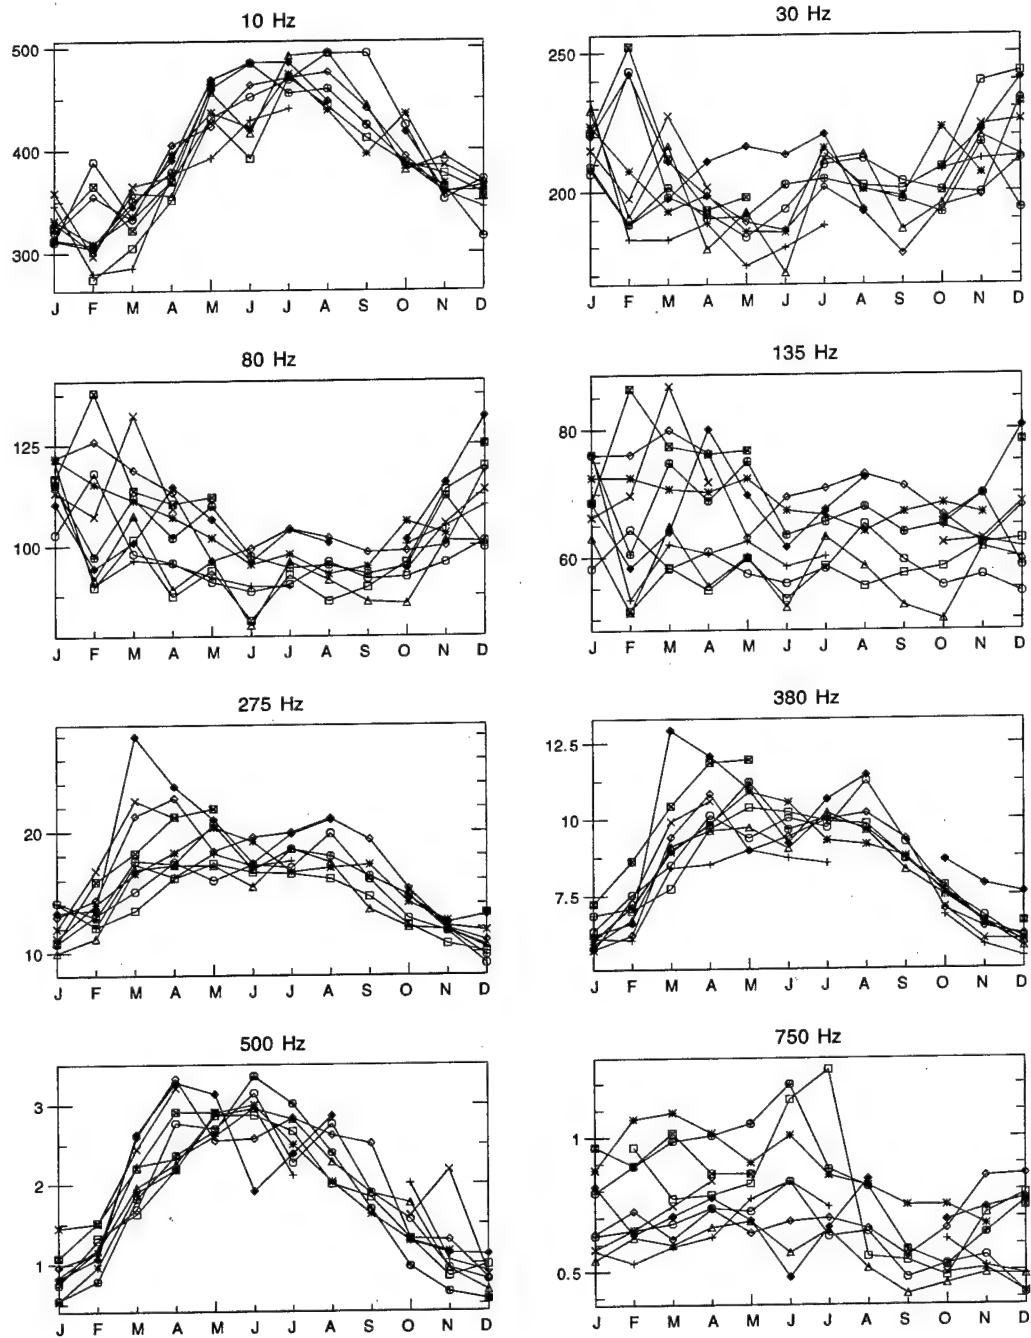 10 Hz
500
400
300
J F M A M J J A S O N D
30 Hz
250
200
J F M A M J J A S O N D
80 Hz
125
100
J F M A M J J A S O N D
135 Hz
80
60
J F M A M J J A S O N D
275 Hz
20
10
J F M A M J J A S O N D
380 Hz
12.5
10
7.5
J F M A M J J A S O N D
500 Hz
3
2
1
J F M A M J J A S O N D
750 Hz
1
0.5
J F M A M J J A S O N D